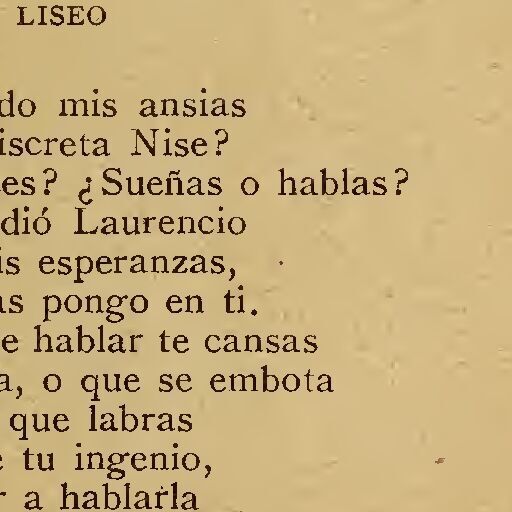 LISEO
do mis ansias
iscreta Nise?
es? ¿Sueñas o hablas?
dió Laurencio
is esperanzas,
as pongo en ti.
e hablar te cansas
a, o que se embota
que labras
e tu ingenio,
r a hablarla